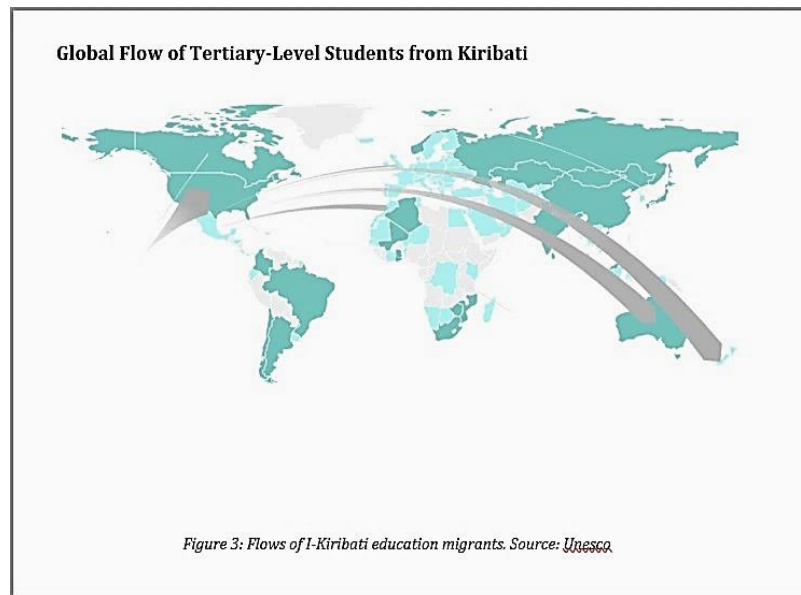 Global Flow of Tertiary-Level Students from Kiribati
Figure 3: Flows of I-Kiribati education migrants. Source: Unesco